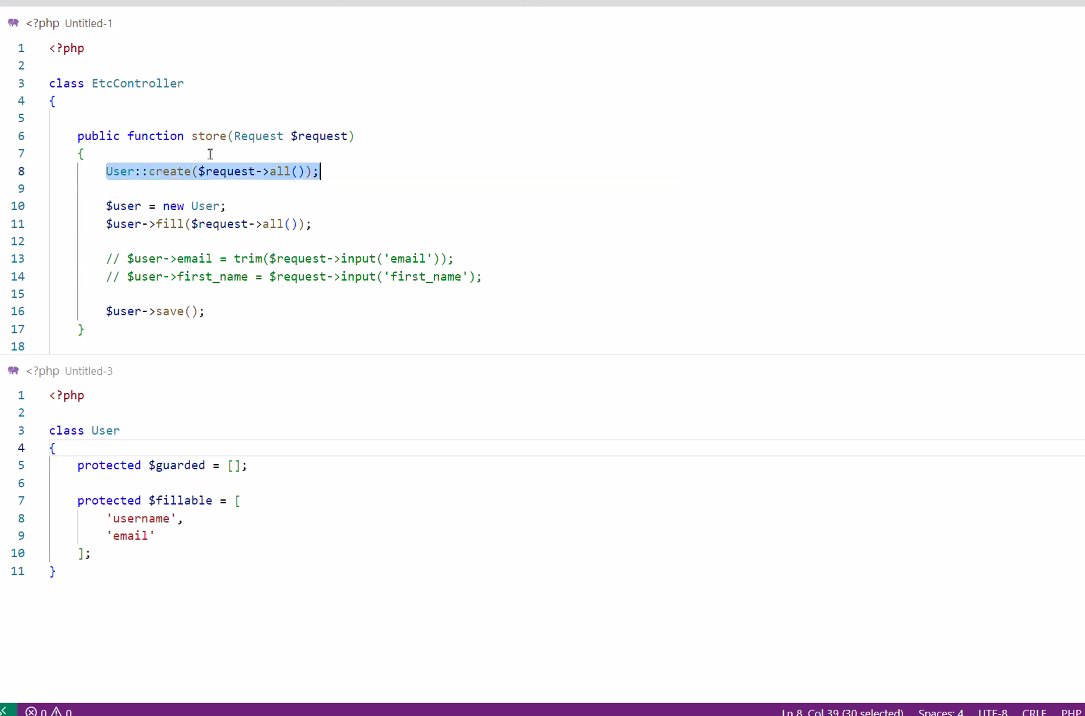 <?php Untitled-1
1 <?php
2
3 class EtcController
4 {
5
6 public function store(Request $request)
7 {
8 User::create($request->all());
9
10 $user = new User;
11 $user->fill($request->all());
12
13 // $user->email = trim($request->input('email'));
14 // $user->first_name = $request->input('first_name');
15
16 $user->save();
17 }
18
<?php Untitled-3
1 <?php
2
3 class User
4 {
5 protected $guarded = [];
6
7 protected $fillable = [
8 'username',
9 'email'
10 ];
11 }
0 0 Ln 8, Col 39 (30 selected) Spaces: 4 UTF-8 CRLF PHP